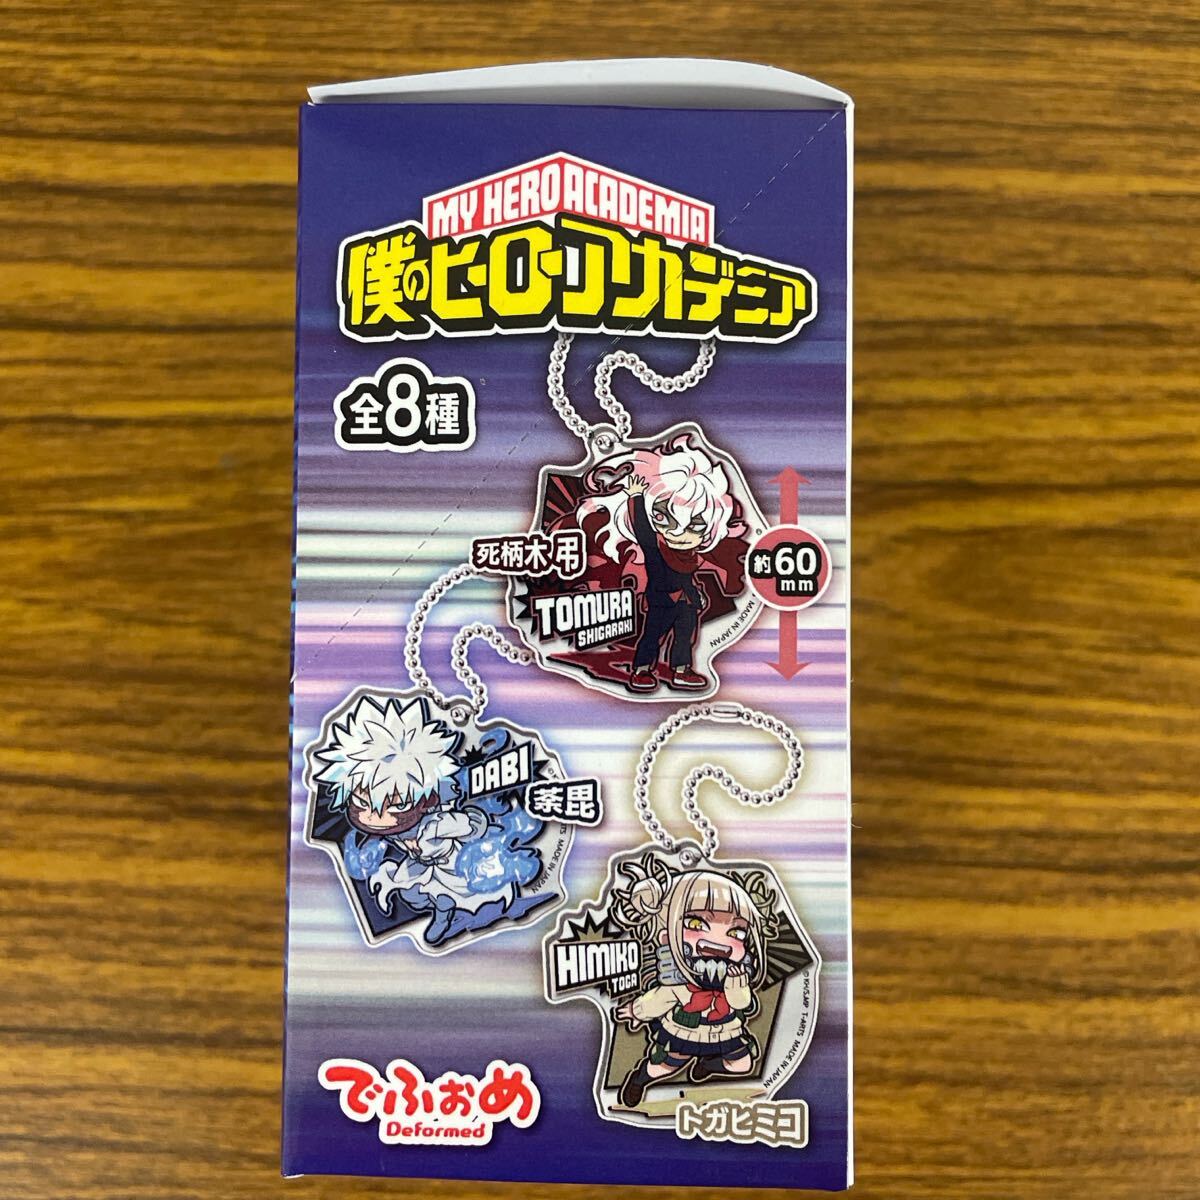 MY HERO ACADEMIA
僕のヒーローアカデミア
全8種
死柄木 弔
約60mm
TOMURA
SHIGARAKI
MADE IN JAPAN
DABI
荼毘
MADE IN JAPAN
HIMIKO
TOGA
T-ARTS MADE IN JAPAN
トガヒミコ
でふぉめ
Deformed